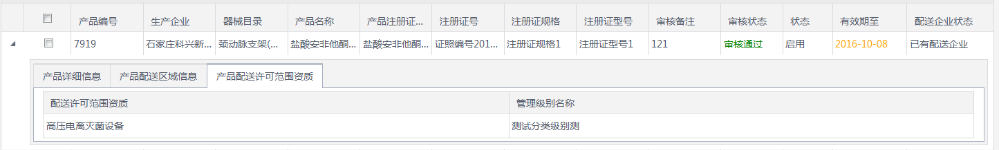 产品编号 生产企业 器械目录 产品名称 产品注册证... 注册证号 注册证规格 注册证型号 审核备注 审核状态 状态 有效期至 配送企业状态
7919 石家庄科兴新... 颈动脉支架(... 盐酸安非他酮... 盐酸安非他酮... 证照编号201... 注册证规格1 注册证型号1 121 审核通过 启用 2016-10-08 已有配送企业
产品详细信息 产品配送区域信息 产品配送许可范围资质
配送许可范围资质 管理级别名称
高压电离灭菌设备 测试分类级别测